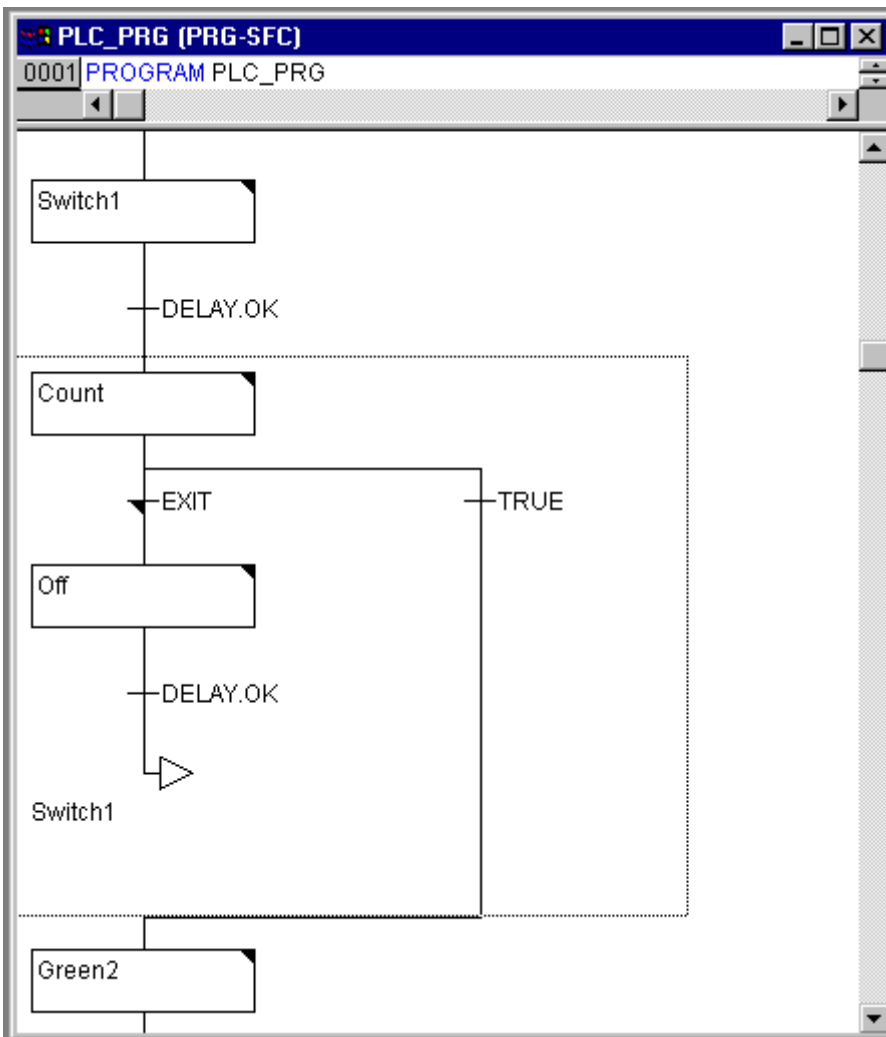 PLC_PRG (PRG-SFC)
0001 PROGRAM PLC_PRG
Switch1
DELAY.OK
Count
EXIT TRUE
Off
DELAY.OK
Switch1
Green2